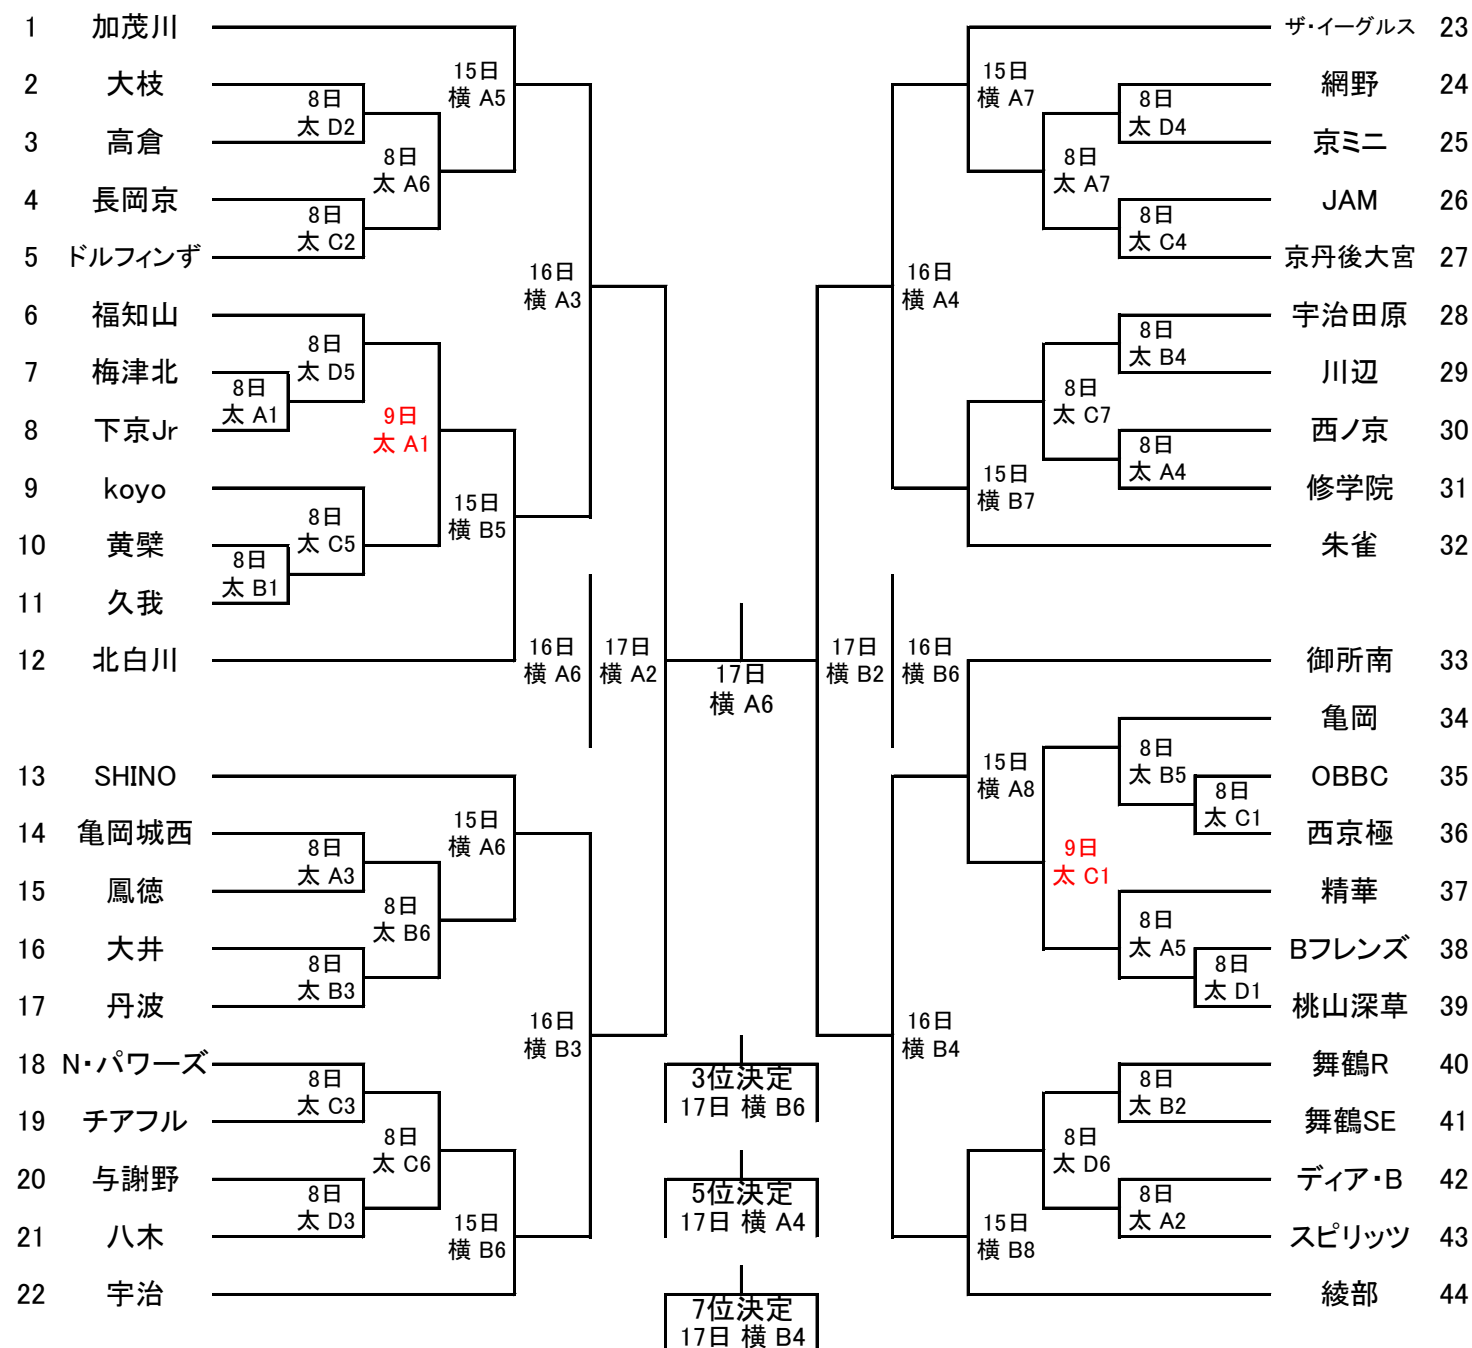 1 加茂川
2 大枝
3 高倉
4 長岡京
5 ドルフィンず
6 福知山
7 梅津北
8 下京Jr
9 koyo
10 黄檗
11 久我
12 北白川
13 SHINO
14 亀岡城西
15 鳳徳
16 大井
17 丹波
18 N・パワーズ
19 チアフル
20 与謝野
21 八木
22 宇治
8日
太 D2
8日
太 C2
8日
太 A6
15日
横 A5
8日
太 A1
8日
太 D5
8日
太 B1
8日
太 C5
9日
太 A1
15日
横 B5
16日
横 A3
8日
太 A3
8日
太 B3
8日
太 B6
15日
横 A6
8日
太 C3
8日
太 D3
8日
太 C6
15日
横 B6
16日
横 B3
16日
横 A6
17日
横 A2
17日
横 A6
17日
横 B2
16日
横 B6
3位決定
17日 横 B6
5位決定
17日 横 A4
7位決定
17日 横 B4
15日
横 A7
8日
太 D4
8日
太 A7
8日
太 C4
16日
横 A4
8日
太 B4
8日
太 C7
8日
太 A4
15日
横 B7
15日
横 A8
8日
太 B5
8日
太 C1
9日
太 C1
8日
太 A5
8日
太 D1
16日
横 B4
8日
太 B2
8日
太 D6
8日
太 A2
15日
横 B8
ザ・イーグルス 23
網野 24
京ミニ 25
JAM 26
京丹後大宮 27
宇治田原 28
川辺 29
西ノ京 30
修学院 31
朱雀 32
御所南 33
亀岡 34
OBBC 35
西京極 36
精華 37
Bフレンズ 38
桃山深草 39
舞鶴R 40
舞鶴SE 41
ディア・B 42
スピリッツ 43
綾部 44